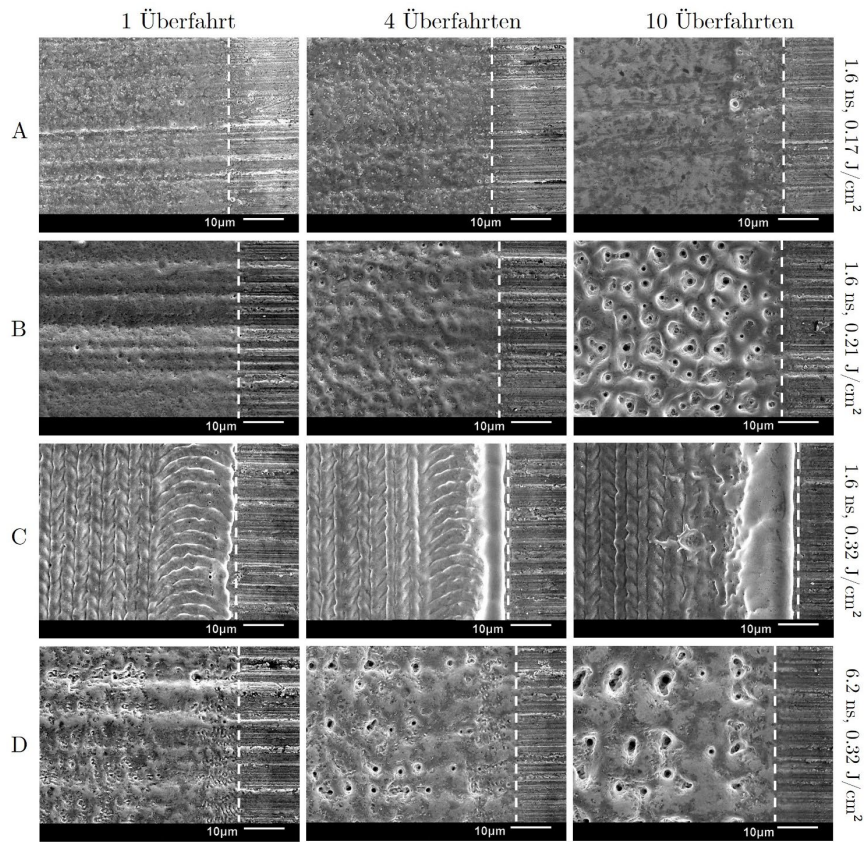 1 Überfahrt
4 Überfahrten
10 Überfahrten
A
10μm
10μm
10μm
1.6 ns, 0.17 J/cm²
B
10μm
10μm
10μm
1.6 ns, 0.21 J/cm²
C
10μm
10μm
10μm
1.6 ns, 0.32 J/cm²
D
10μm
10μm
10μm
6.2 ns, 0.32 J/cm²